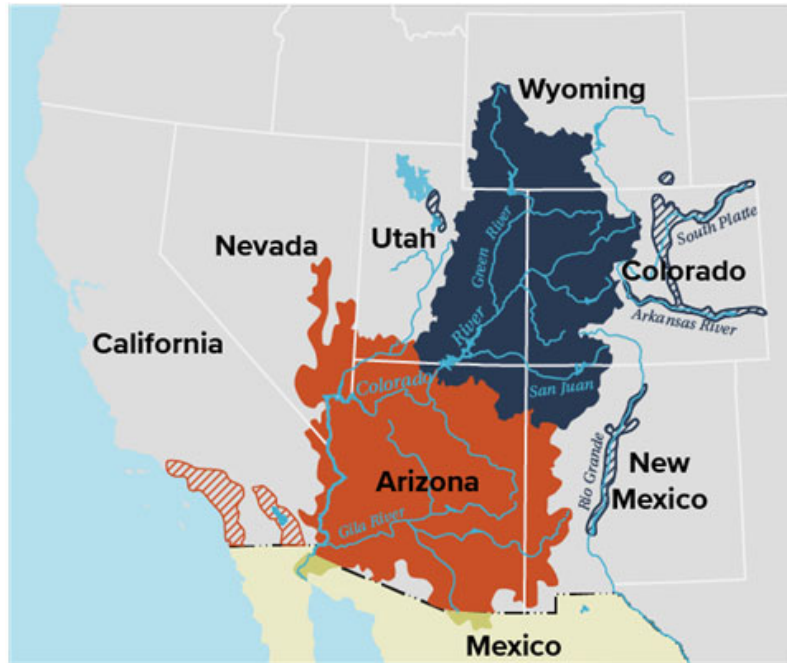 Wyoming
Utah
Green River
South Platte
Nevada
Colorado
Arkansas River
California
Colorado River
San Juan
Arizona
Gila River
Rio Grande
New
Mexico
Mexico